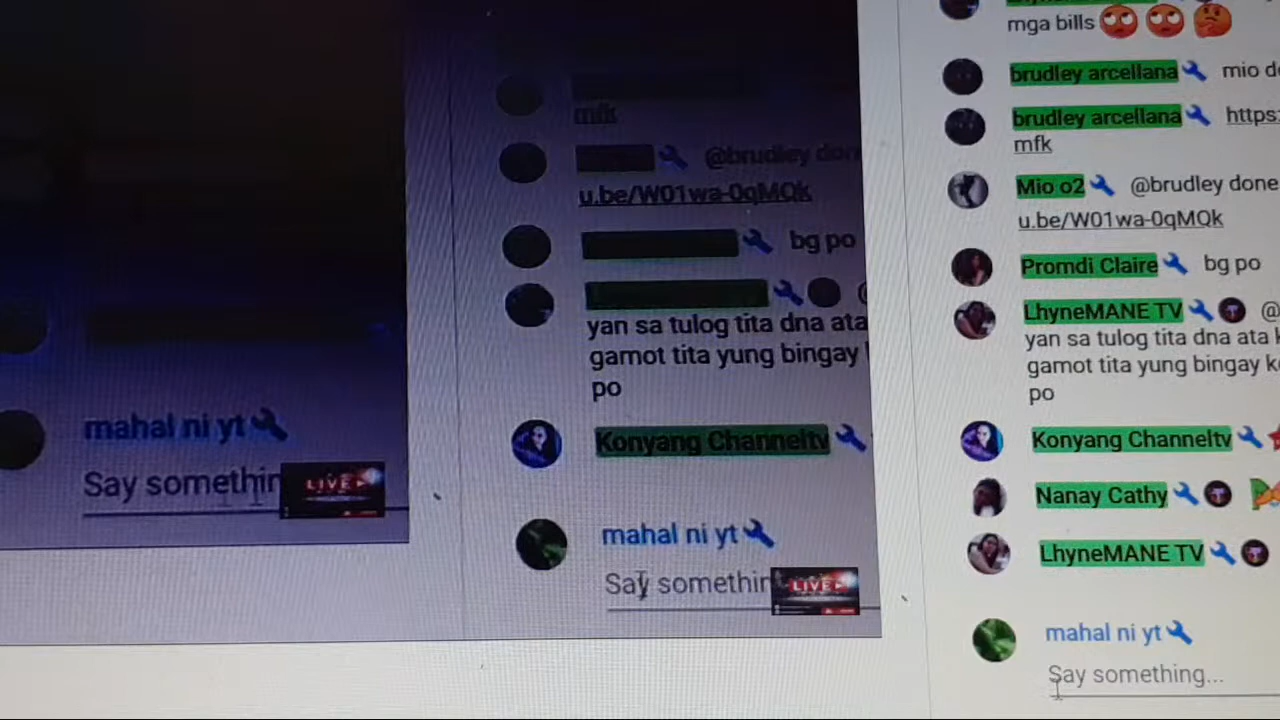 mahal ni yt
Say somethin
LIVE
mfk
@brudley don
u.be/W01wa-0qMQk
bg po
yan sa tulog tita dna ata
gamot tita yung bingay
po
Konyang Channeltv
mahal ni yt
Say somethin
LIVE
mga bills
brudley arcellana mio d
brudley arcellana https:
mfk
Mio o2 @brudley done
u.be/W01wa-0qMQk
Promdi Claire bg po
LhyneMANE TV @
yan sa tulog tita dna ata k
gamot tita yung bingay k
po
Konyang Channeltv
Nanay Cathy
LhyneMANE TV
mahal ni yt
Say something...